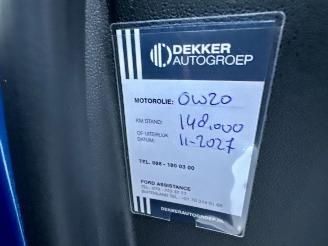 DEKKER
AUTOGROEP
MOTOROLIE: 0W20
KM STAND: 148.000
OF UITERLIJK
DATUM: 11-2027
TEL. 088 - 180 03 00
FORD ASSISTANCE
DEKKERAUTOGROEP.NL